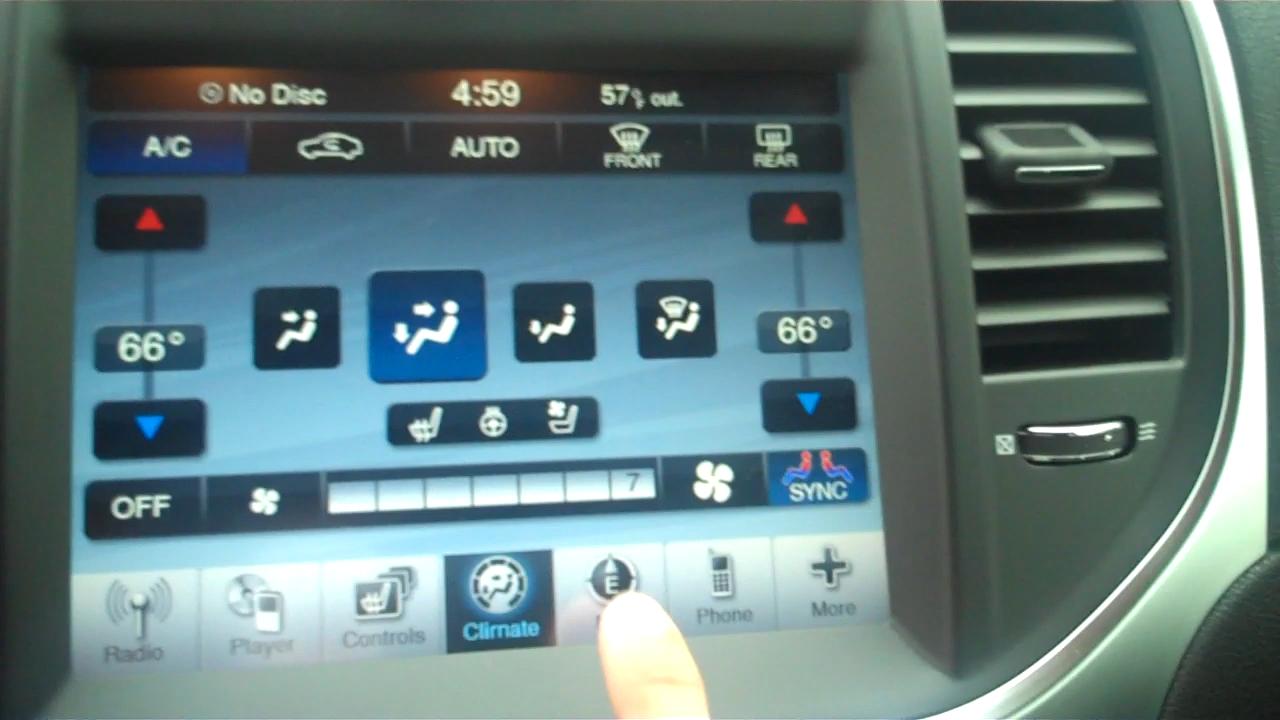 No Disc 4:59 57°F out.
A/C AUTO FRONT REAR
66° 66°
OFF 7 SYNC
E
Radio Player Controls Climate Phone More